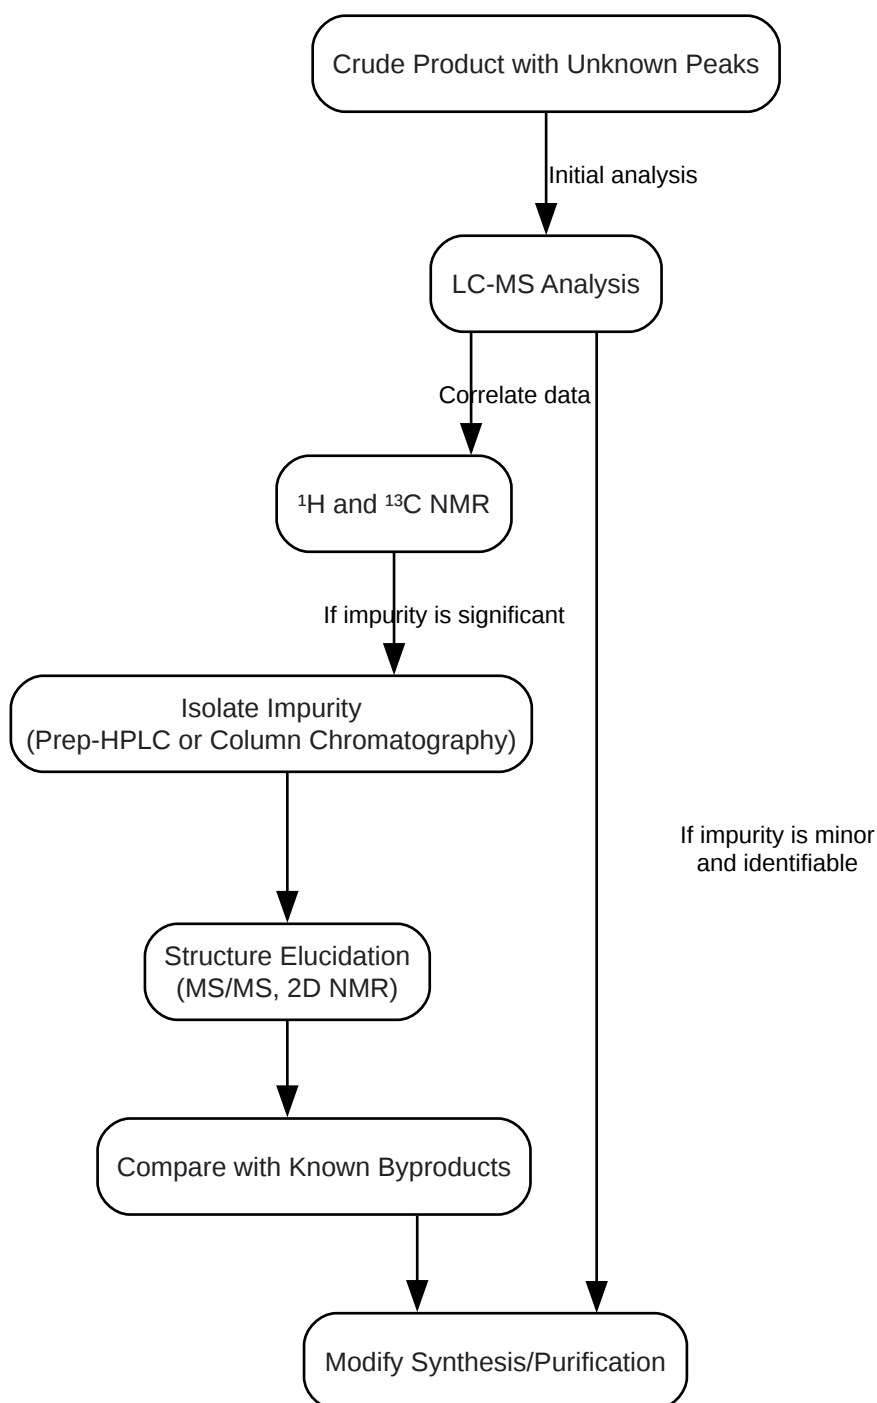 Crude Product with Unknown Peaks
Initial analysis
LC-MS Analysis
Correlate data
¹H and ¹³C NMR
If impurity is significant
Isolate Impurity
(Prep-HPLC or Column Chromatography)
If impurity is minor
and identifiable
Structure Elucidation
(MS/MS, 2D NMR)
Compare with Known Byproducts
Modify Synthesis/Purification